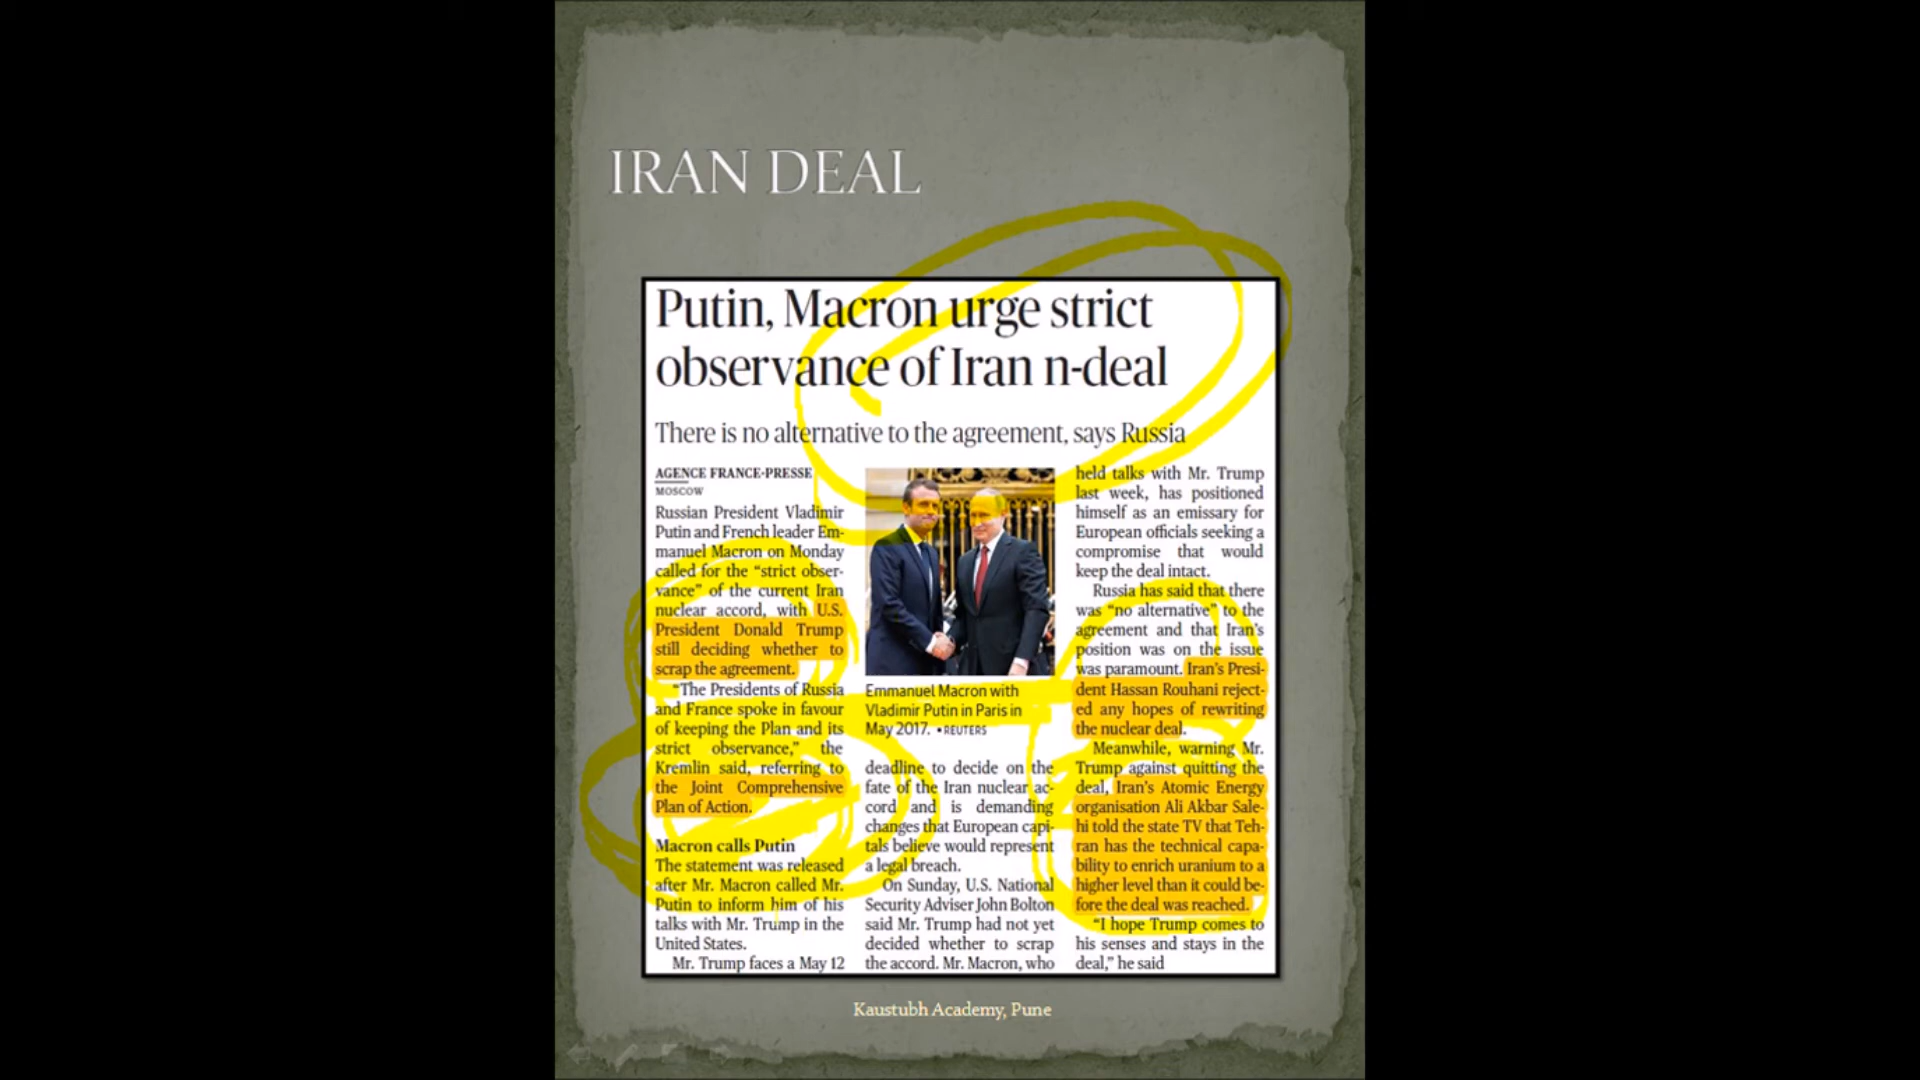 IRAN DEAL
Putin, Macron urge strict
observance of Iran n-deal
There is no alternative to the agreement, says Russia
AGENCE FRANCE-PRESSE
MOSCOW
Russian President Vladimir
Putin and French leader Em-
manuel Macron on Monday
called for the “strict obser-
vance” of the current Iran
nuclear accord, with U.S.
President Donald Trump
still deciding whether to
scrap the agreement.
“The Presidents of Russia
and France spoke in favour
of keeping the Plan and its
strict observance,” the
Kremlin said, referring to
the Joint Comprehensive
Plan of Action.
Macron calls Putin
The statement was released
after Mr. Macron called Mr.
Putin to inform him of his
talks with Mr. Trump in the
United States.
Mr. Trump faces a May 12
Emmanuel Macron with
Vladimir Putin in Paris in
May 2017. • REUTERS
deadline to decide on the
fate of the Iran nuclear ac-
cord and is demanding
changes that European capi-
tals believe would represent
a legal breach.
On Sunday, U.S. National
Security Adviser John Bolton
said Mr. Trump had not yet
decided whether to scrap
the accord. Mr. Macron, who
held talks with Mr. Trump
last week, has positioned
himself as an emissary for
European officials seeking a
compromise that would
keep the deal intact.
Russia has said that there
was “no alternative” to the
agreement and that Iran’s
position was on the issue
was paramount. Iran’s Presi-
dent Hassan Rouhani reject-
ed any hopes of rewriting
the nuclear deal.
Meanwhile, warning Mr.
Trump against quitting the
deal, Iran’s Atomic Energy
organisation Ali Akbar Sale-
hi told the state TV that Teh-
ran has the technical capa-
bility to enrich uranium to a
higher level than it could be-
fore the deal was reached.
“I hope Trump comes to
his senses and stays in the
deal,” he said
Kaustubh Academy, Pune